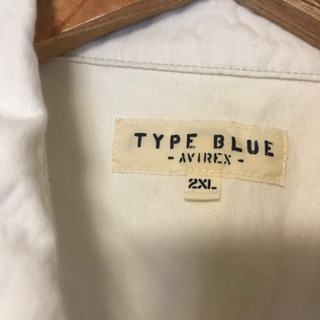 TYPE BLUE
- AVIREX -
2XL